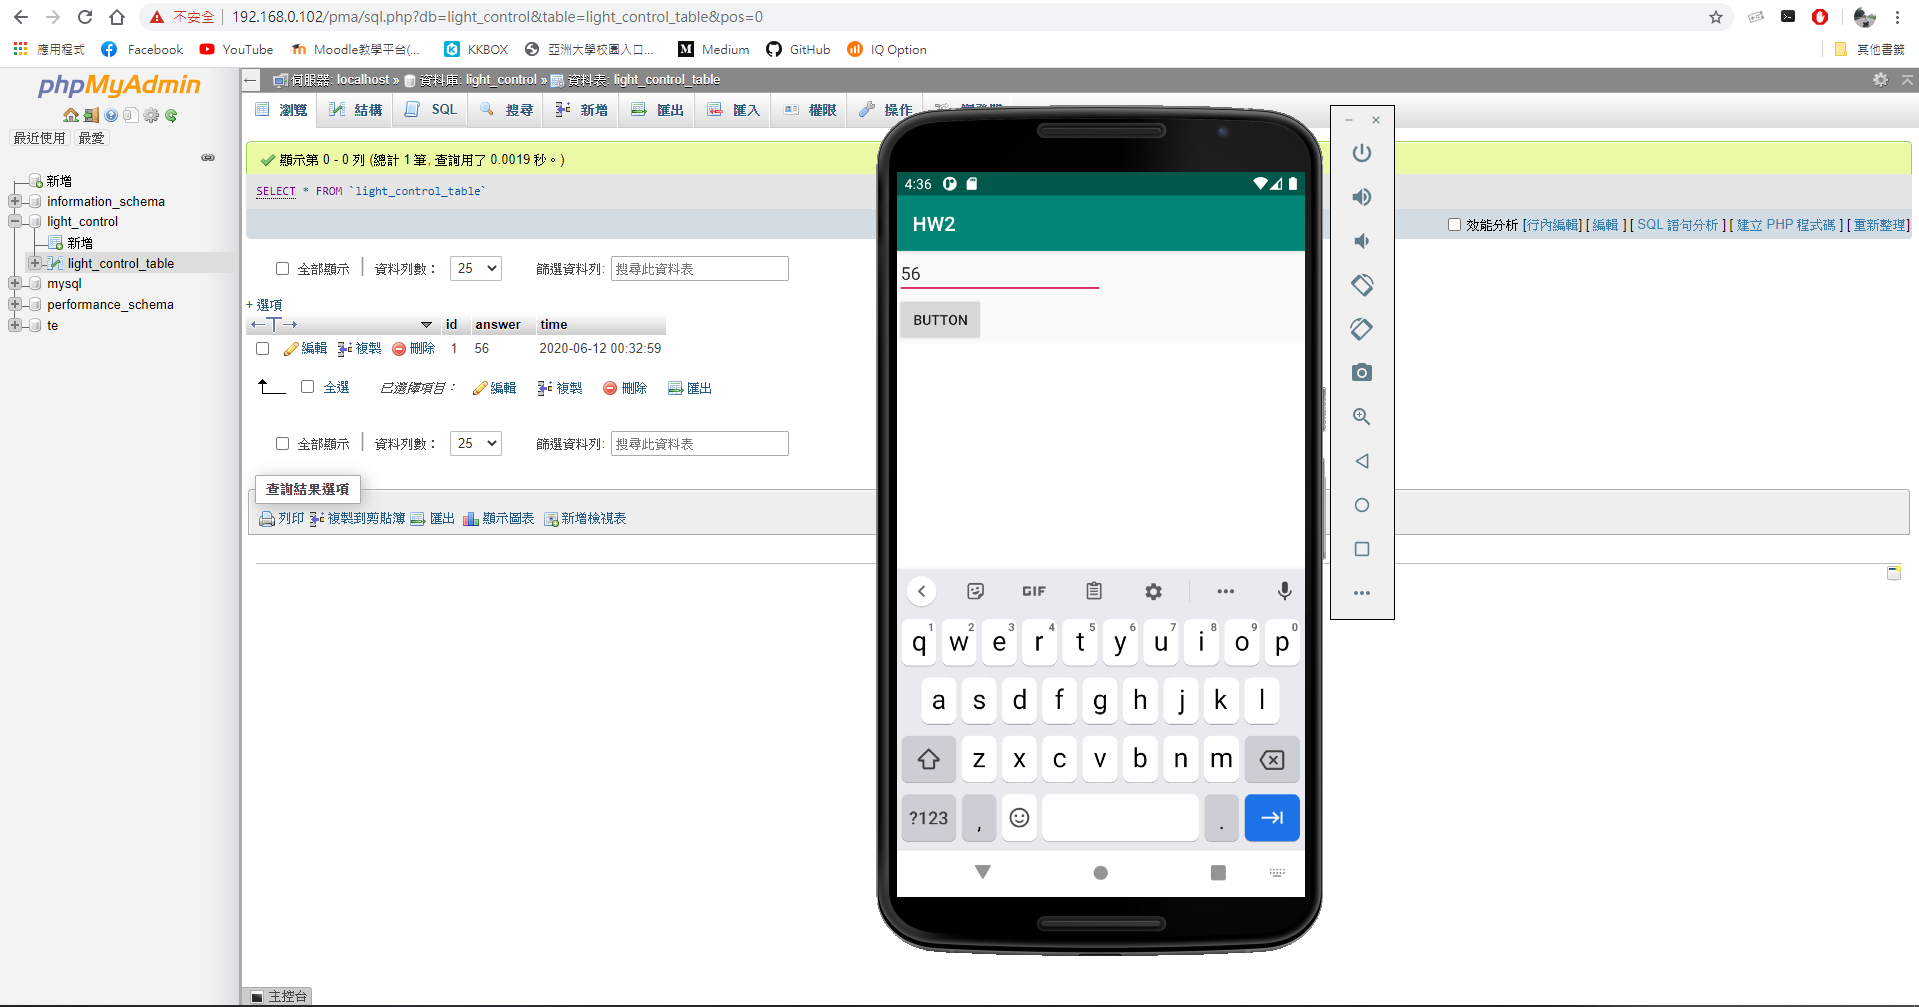 不安全 192.168.0.102/pma/sql.php?db=light_control&table=light_control_table&pos=0
應用程式 Facebook YouTube Moodle教學平台(... KKBOX 亞洲大學校園入口... Medium GitHub IQ Option 其他書籤
phpMyAdmin
最近使用 最愛
新增
information_schema
light_control
新增
light_control_table
mysql
performance_schema
te
伺服器: localhost » 資料庫: light_control » 資料表: light_control_table
瀏覽 結構 SQL 搜尋 新增 匯出 匯入 權限 操作
顯示第 0 - 0 列 (總計 1 筆, 查詢用了 0.0019 秒。)
SELECT * FROM `light_control_table`
效能分析 [行內編輯] [ 編輯 ] [ SQL 語句分析 ] [ 建立 PHP 程式碼 ] [ 重新整理]
全部顯示 資料列數： 25 篩選資料列: 搜尋此資料表
+ 選項
←T→ id answer time
編輯 複製 刪除 1 56 2020-06-12 00:32:59
全選 已選擇項目： 編輯 複製 刪除 匯出
全部顯示 資料列數： 25 篩選資料列: 搜尋此資料表
查詢結果選項
列印 複製到剪貼簿 匯出 顯示圖表 新增檢視表
主控台
4:36
HW2
56
BUTTON
GIF
q1 w2 e3 r4 t5 y6 u7 i8 o9 p0
a s d f g h j k l
z x c v b n m
?123 , .